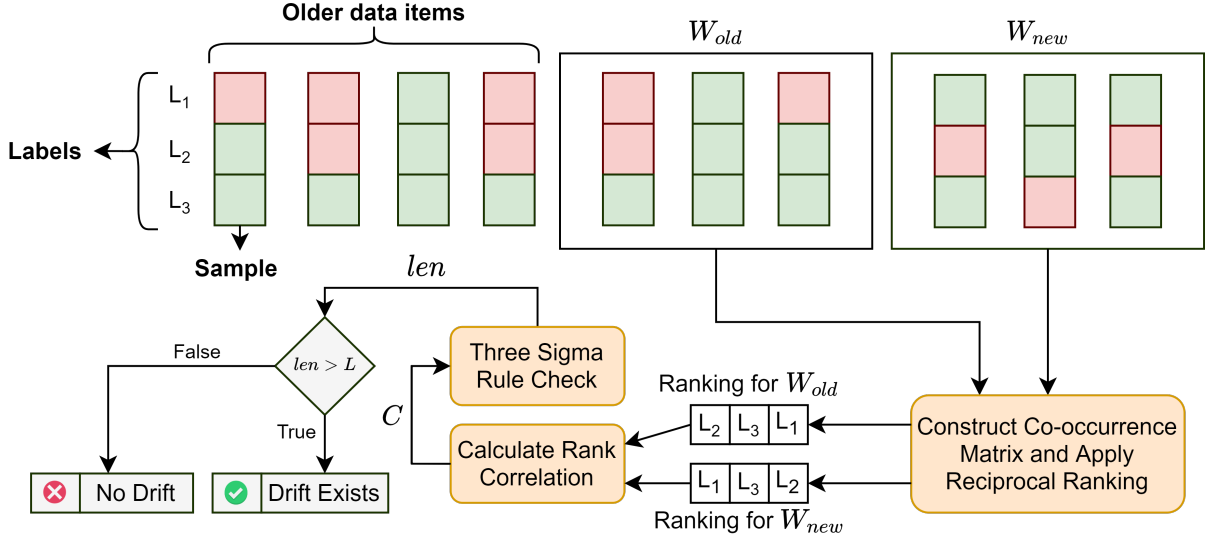 Older data items
W_old
W_new
L1
L2
L3
Labels
Sample
len
len > L
False
True
No Drift
Drift Exists
Three Sigma
Rule Check
C
Calculate Rank
Correlation
Ranking for W_old
L2 L3 L1
L1 L3 L2
Ranking for W_new
Construct Co-occurrence
Matrix and Apply
Reciprocal Ranking